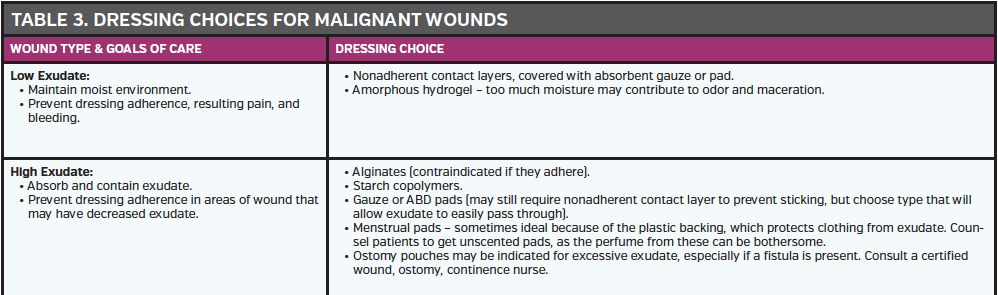 TABLE 3. DRESSING CHOICES FOR MALIGNANT WOUNDS
WOUND TYPE & GOALS OF CARE
DRESSING CHOICE
Low Exudate:
• Maintain moist environment.
• Prevent dressing adherence, resulting pain, and
bleeding.
• Nonadherent contact layers, covered with absorbent gauze or pad.
• Amorphous hydrogel – too much moisture may contribute to odor and maceration.
High Exudate:
• Absorb and contain exudate.
• Prevent dressing adherence in areas of wound that
may have decreased exudate.
• Alginates (contraindicated if they adhere).
• Starch copolymers.
• Gauze or ABD pads (may still require nonadherent contact layer to prevent sticking, but choose type that will
allow exudate to easily pass through).
• Menstrual pads – sometimes ideal because of the plastic backing, which protects clothing from exudate. Coun-
sel patients to get unscented pads, as the perfume from these can be bothersome.
• Ostomy pouches may be indicated for excessive exudate, especially if a fistula is present. Consult a certified
wound, ostomy, continence nurse.